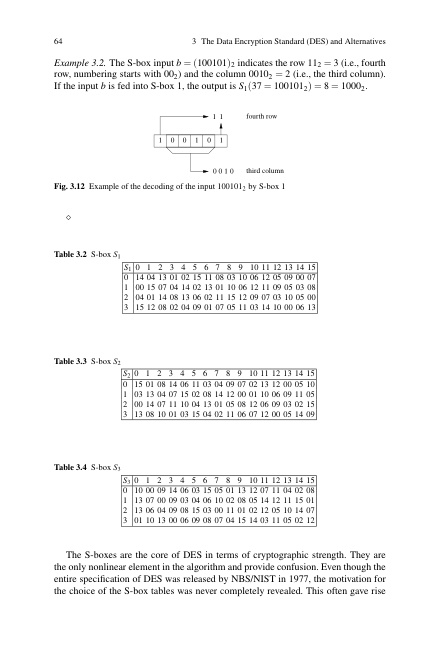 64 3 The Data Encryption Standard (DES) and Alternatives
Example 3.2. The S-box input b = (100101)₂ indicates the row 11₂ = 3 (i.e., fourth
row, numbering starts with 00₂) and the column 0010₂ = 2 (i.e., the third column).
If the input b is fed into S-box 1, the output is S₁(37 = 100101₂) = 8 = 1000₂.
1 1 fourth row
1 0 0 1 0 1
0 0 1 0 third column
Fig. 3.12 Example of the decoding of the input 100101₂ by S-box 1
⋄
Table 3.2 S-box S₁
S₁ 0 1 2 3 4 5 6 7 8 9 10 11 12 13 14 15
0 14 04 13 01 02 15 11 08 03 10 06 12 05 09 00 07
1 00 15 07 04 14 02 13 01 10 06 12 11 09 05 03 08
2 04 01 14 08 13 06 02 11 15 12 09 07 03 10 05 00
3 15 12 08 02 04 09 01 07 05 11 03 14 10 00 06 13
Table 3.3 S-box S₂
S₂ 0 1 2 3 4 5 6 7 8 9 10 11 12 13 14 15
0 15 01 08 14 06 11 03 04 09 07 02 13 12 00 05 10
1 03 13 04 07 15 02 08 14 12 00 01 10 06 09 11 05
2 00 14 07 11 10 04 13 01 05 08 12 06 09 03 02 15
3 13 08 10 01 03 15 04 02 11 06 07 12 00 05 14 09
Table 3.4 S-box S₃
S₃ 0 1 2 3 4 5 6 7 8 9 10 11 12 13 14 15
0 10 00 09 14 06 03 15 05 01 13 12 07 11 04 02 08
1 13 07 00 09 03 04 06 10 02 08 05 14 12 11 15 01
2 13 06 04 09 08 15 03 00 11 01 02 12 05 10 14 07
3 01 10 13 00 06 09 08 07 04 15 14 03 11 05 02 12
The S-boxes are the core of DES in terms of cryptographic strength. They are
the only nonlinear element in the algorithm and provide confusion. Even though the
entire specification of DES was released by NBS/NIST in 1977, the motivation for
the choice of the S-box tables was never completely revealed. This often gave rise